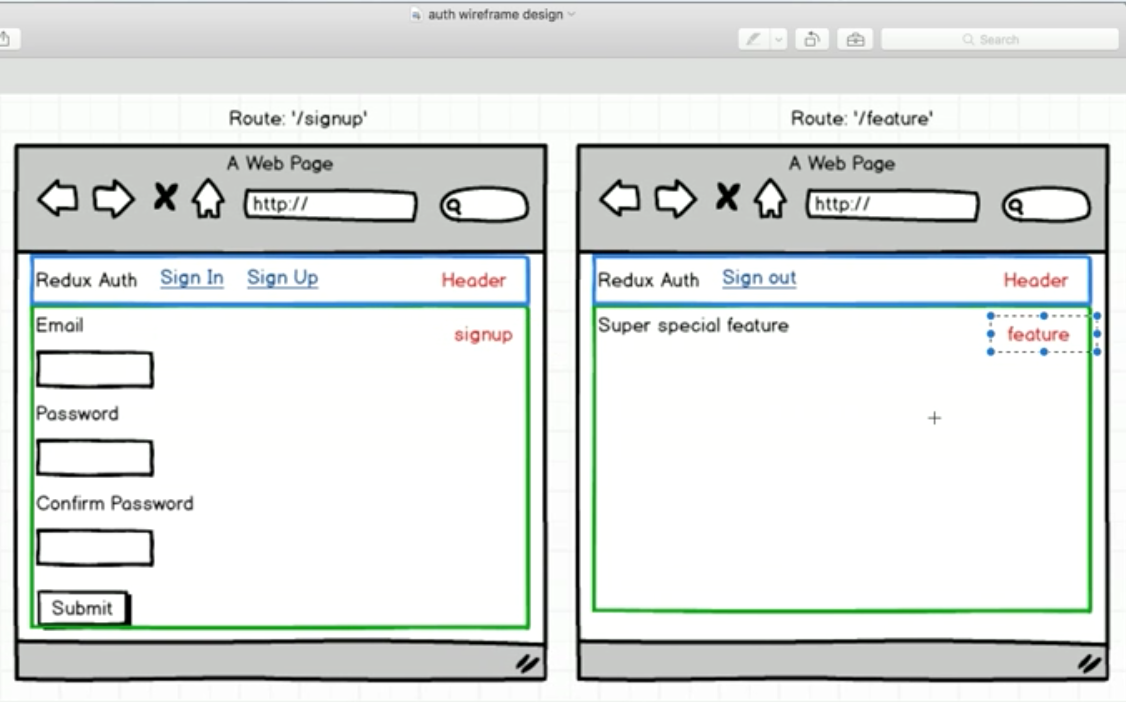 auth wireframe design
Search
Route: '/signup'
A Web Page
http://
Redux Auth Sign In Sign Up Header
Email
signup
Password
Confirm Password
Submit
Route: '/feature'
A Web Page
http://
Redux Auth Sign out Header
Super special feature
feature